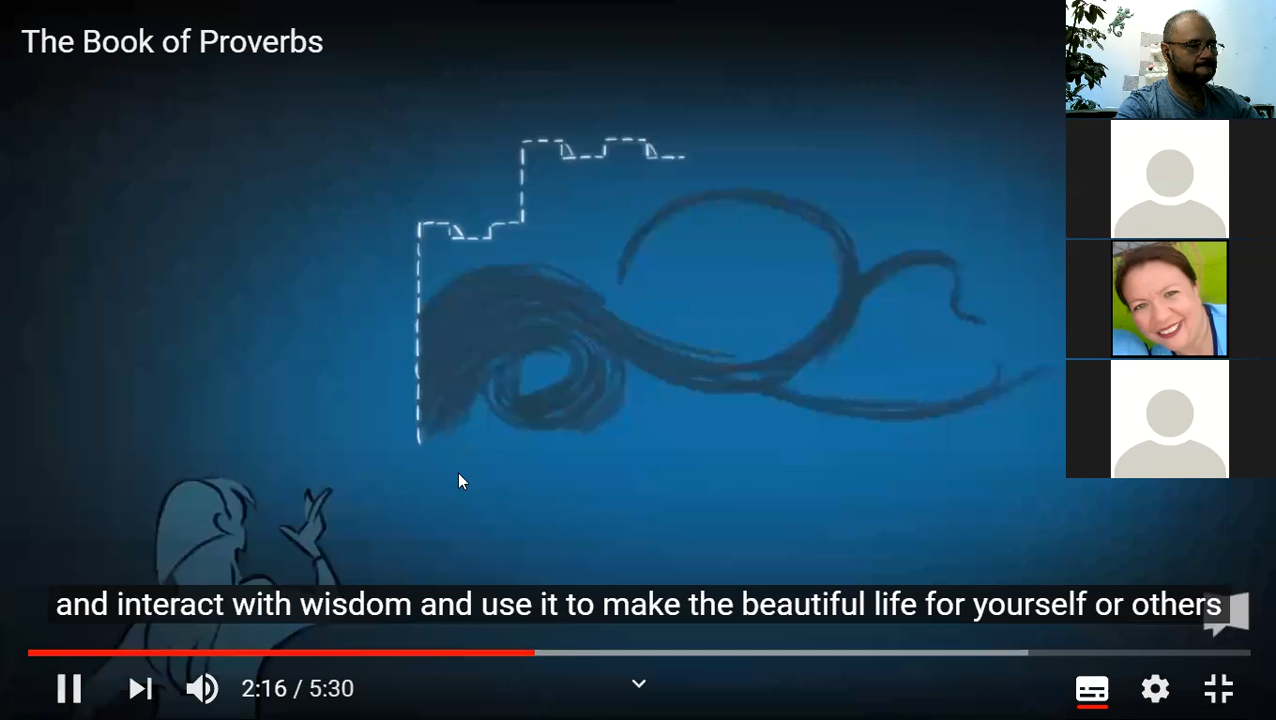 The Book of Proverbs
and interact with wisdom and use it to make the beautiful life for yourself or others
2:16 / 5:30